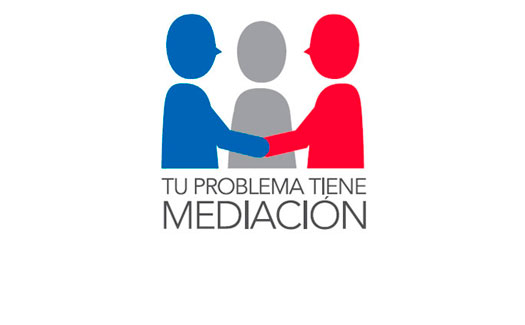 TU PROBLEMA TIENE
MEDIACIÓN